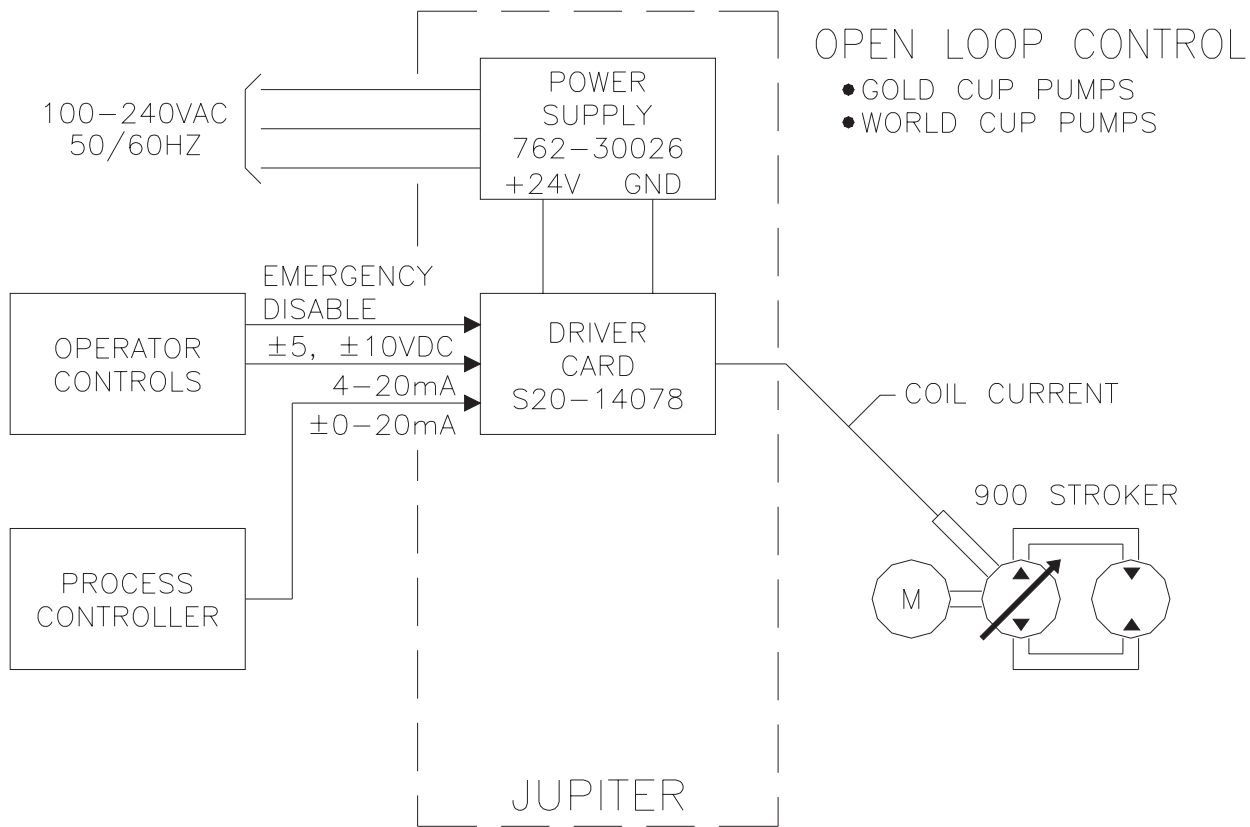 OPEN LOOP CONTROL
● GOLD CUP PUMPS
● WORLD CUP PUMPS
100-240VAC
50/60HZ
POWER
SUPPLY
762-30026
+24V GND
EMERGENCY
DISABLE
±5, ±10VDC
4-20mA
±0-20mA
OPERATOR
CONTROLS
DRIVER
CARD
S20-14078
COIL CURRENT
900 STROKER
M
PROCESS
CONTROLLER
JUPITER